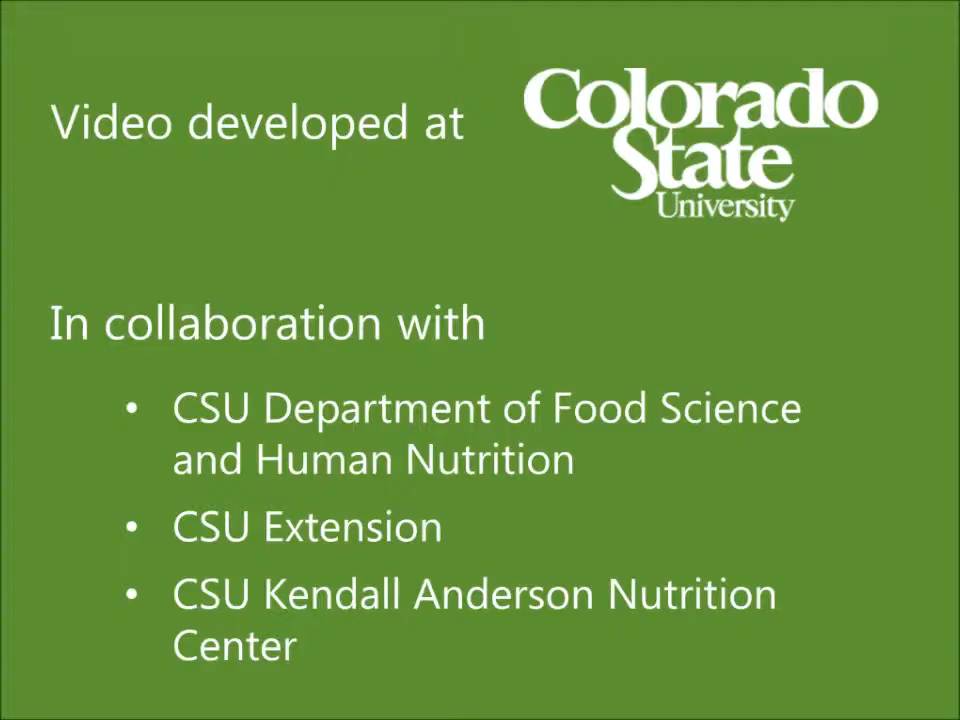 Video developed at
Colorado
State
University
In collaboration with
• CSU Department of Food Science
and Human Nutrition
• CSU Extension
• CSU Kendall Anderson Nutrition
Center